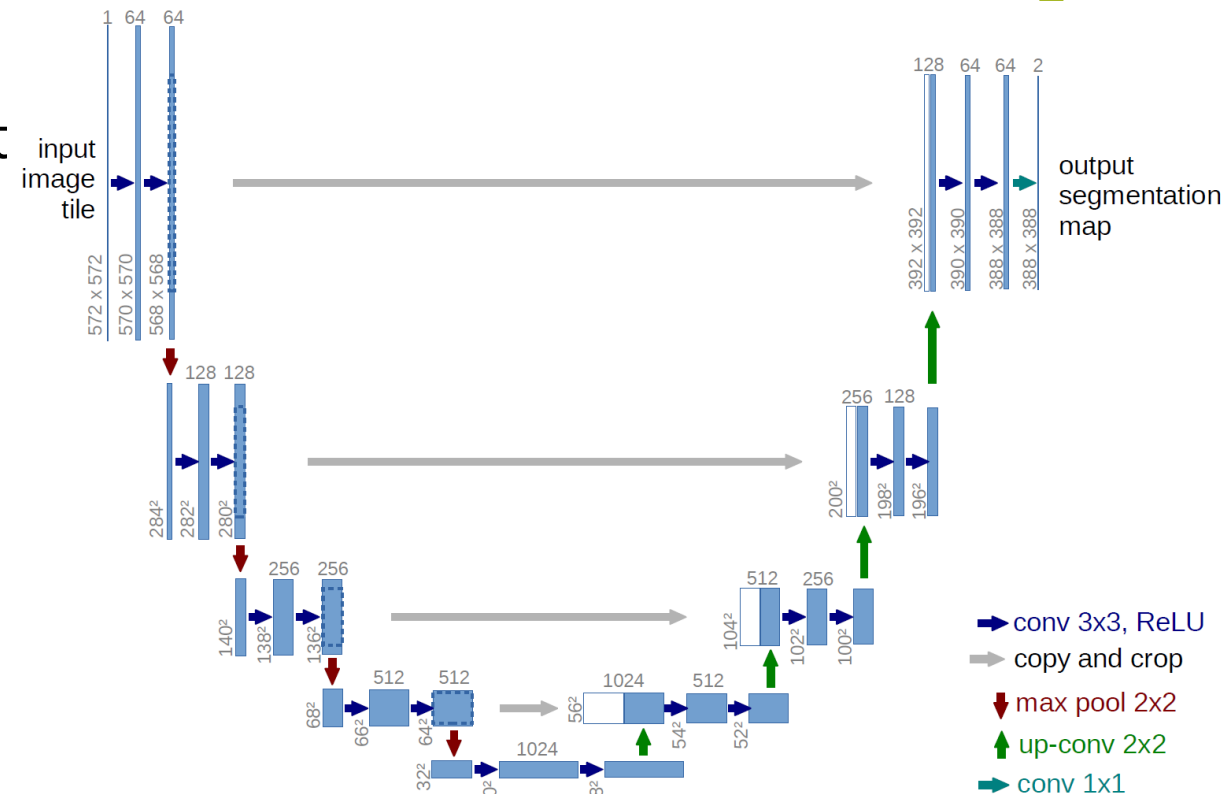 1 64 64
input
image
tile
572 x 572
570 x 570
568 x 568
128 64 64 2
output
segmentation
map
392 x 392
390 x 390
388 x 388
388 x 388
128 128
284²
282²
280²
256 128
200²
198²
196²
256 256
140²
138²
136²
512 256
104²
102²
100²
512 512
68²
66²
64²
1024 512
56²
54²
52²
1024
32²
conv 3x3, ReLU
copy and crop
max pool 2x2
up-conv 2x2
conv 1x1